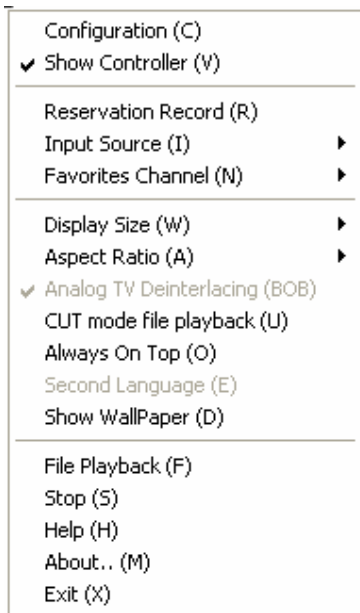 Configuration (C)
Show Controller (V)
Reservation Record (R)
Input Source (I)
Favorites Channel (N)
Display Size (W)
Aspect Ratio (A)
Analog TV Deinterlacing (BOB)
CUT mode file playback (U)
Always On Top (O)
Second Language (E)
Show WallPaper (D)
File Playback (F)
Stop (S)
Help (H)
About.. (M)
Exit (X)